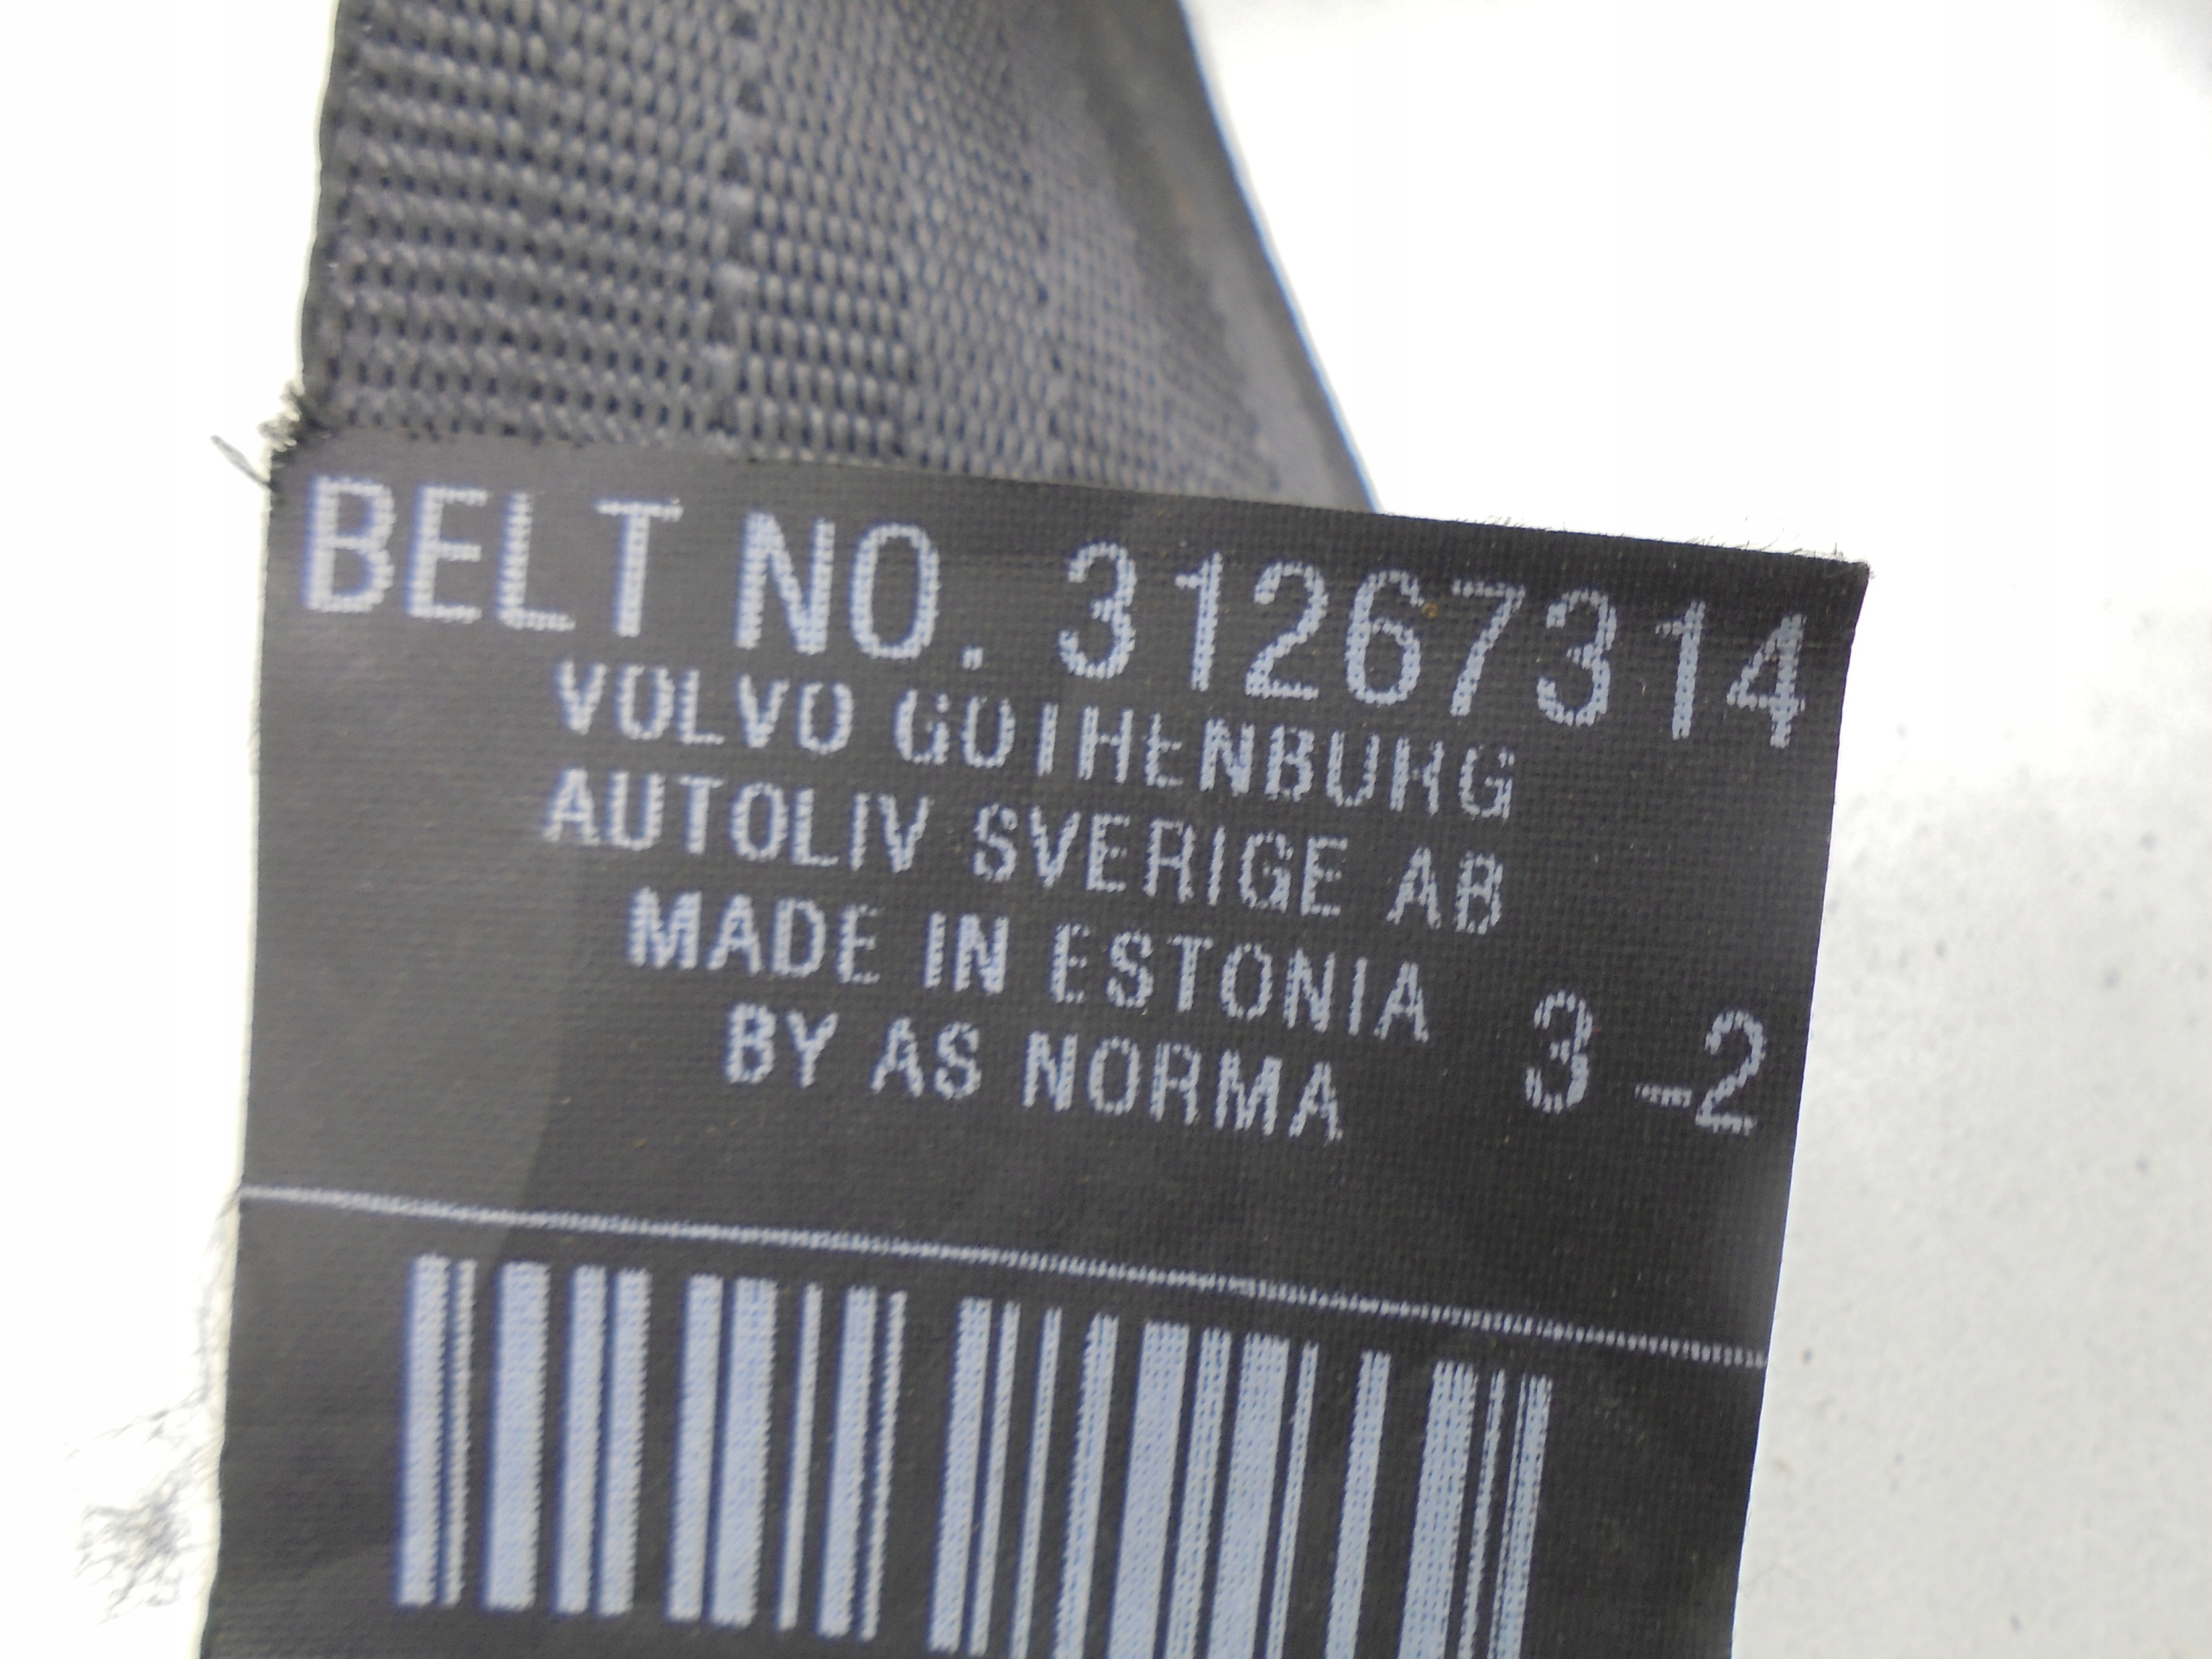 BELT NO. 31267314
VOLVO GOTHENBURG
AUTOLIV SVERIGE AB
MADE IN ESTONIA
BY AS NORMA 3-2